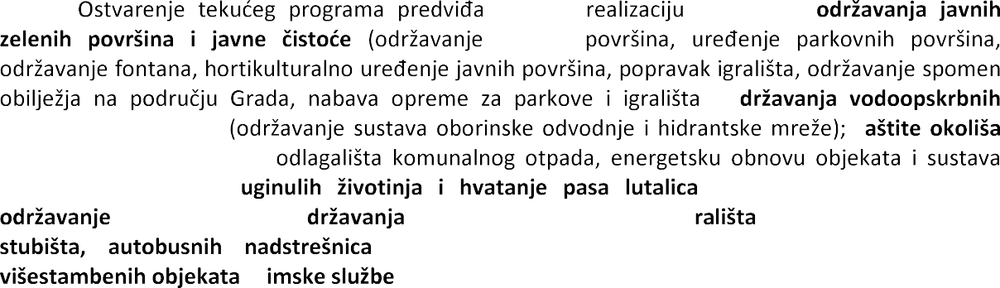 Ostvarenje tekućeg programa predviđa realizaciju održavanja javnih
zelenih površina i javne čistoće (održavanje površina, uređenje parkovnih površina,
održavanje fontana, hortikulturalno uređenje javnih površina, popravak igrališta, održavanje spomen
obilježja na području Grada, nabava opreme za parkove i igrališta državanja vodoopskrbnih
(održavanje sustava oborinske odvodnje i hidrantske mreže); aštite okoliša
odlagališta komunalnog otpada, energetsku obnovu objekata i sustava
uginulih životinja i hvatanje pasa lutalica
održavanje državanja rališta
stubišta, autobusnih nadstrešnica
višestambenih objekata imske službe